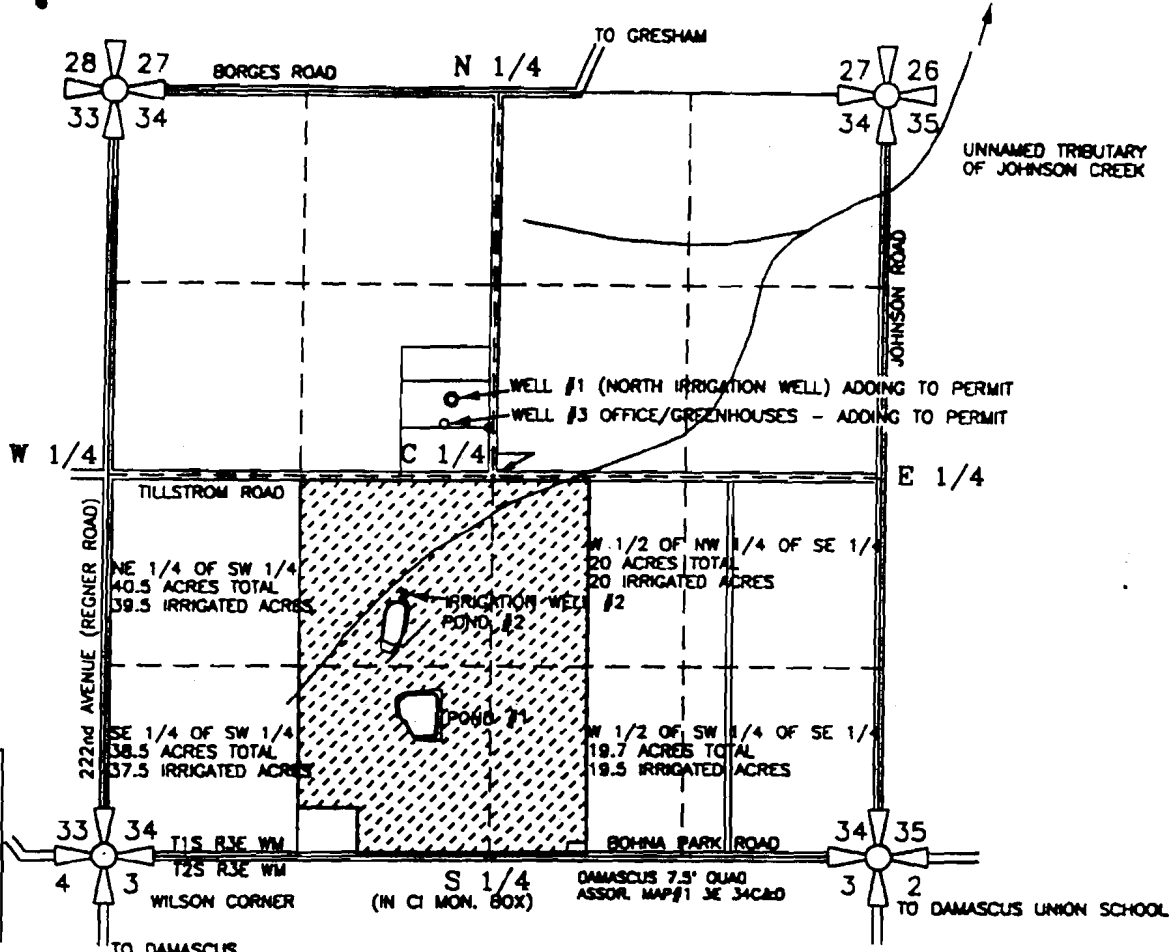 TO GRESHAM
28 27
BORGES ROAD
N 1/4
27 26
33 34
34 35
UNNAMED TRIBUTARY
OF JOHNSON CREEK
JOHNSON ROAD
WELL #1 (NORTH IRRIGATION WELL) ADDING TO PERMIT
WELL #3 OFFICE/GREENHOUSES - ADDING TO PERMIT
W 1/4
C 1/4
E 1/4
TILLSTROM ROAD
222nd AVENUE (REGNER ROAD)
NE 1/4 OF SW 1/4
40.5 ACRES TOTAL
39.5 IRRIGATED ACRES
W 1/2 OF NW 1/4 OF SE 1/4
20 ACRES TOTAL
20 IRRIGATED ACRES
IRRIGATION WELL #2
POND #2
POND #1
SE 1/4 OF SW 1/4
38.5 ACRES TOTAL
37.5 IRRIGATED ACRES
W 1/2 OF SW 1/4 OF SE 1/4
19.7 ACRES TOTAL
19.5 IRRIGATED ACRES
33 34
T1S R3E WM
BOHNA PARK ROAD
34 35
4 3
T2S R3E WM
S 1/4
DAMASCUS 7.5' QUAD
ASSOR. MAP#1 3E 34C&D
3 2
WILSON CORNER
(IN CI MON. BOX)
TO DAMASCUS UNION SCHOOL
TO DAMASCUS